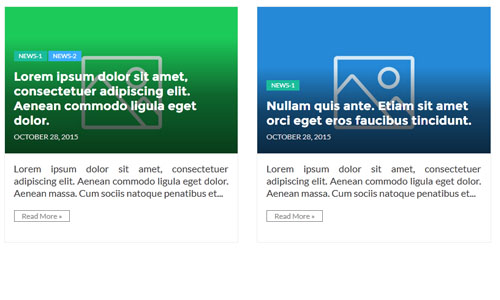 NEWS-1 NEWS-2
Lorem ipsum dolor sit amet,
consectetuer adipiscing elit.
Aenean commodo ligula eget
dolor.
OCTOBER 28, 2015
Lorem ipsum dolor sit amet, consectetuer
adipiscing elit. Aenean commodo ligula eget dolor.
Aenean massa. Cum sociis natoque penatibus et...
Read More »
NEWS-1
Nullam quis ante. Etiam sit amet
orci eget eros faucibus tincidunt.
OCTOBER 28, 2015
Lorem ipsum dolor sit amet, consectetuer
adipiscing elit. Aenean commodo ligula eget dolor.
Aenean massa. Cum sociis natoque penatibus et...
Read More »